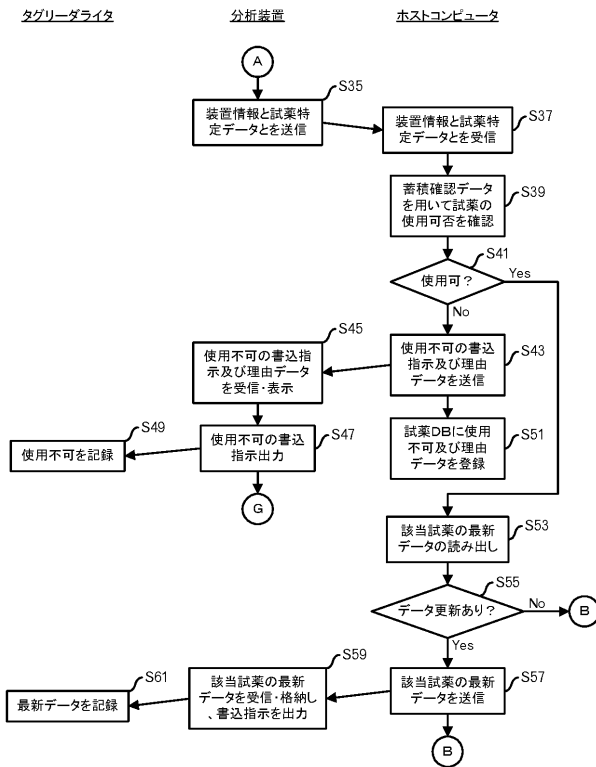 タグリーダライタ
分析装置
ホストコンピュータ
A
S35
装置情報と試薬特
定データとを送信
S37
装置情報と試薬特
定データとを受信
S39
蓄積確認データ
を用いて試薬の
使用可否を確認
S41
使用可?
Yes
No
S43
使用不可の書込
指示及び理由
データを送信
S45
使用不可の書込指
示及び理由データ
を受信・表示
S47
使用不可の書込
指示出力
S49
使用不可を記録
S51
試薬DBに使用
不可及び理由
データを登録
G
S53
該当試薬の最新
データの読み出し
S55
データ更新あり?
No
B
Yes
S57
該当試薬の最新
データを送信
S59
該当試薬の最新
データを受信・格納し
、書込指示を出力
S61
最新データを記録
B